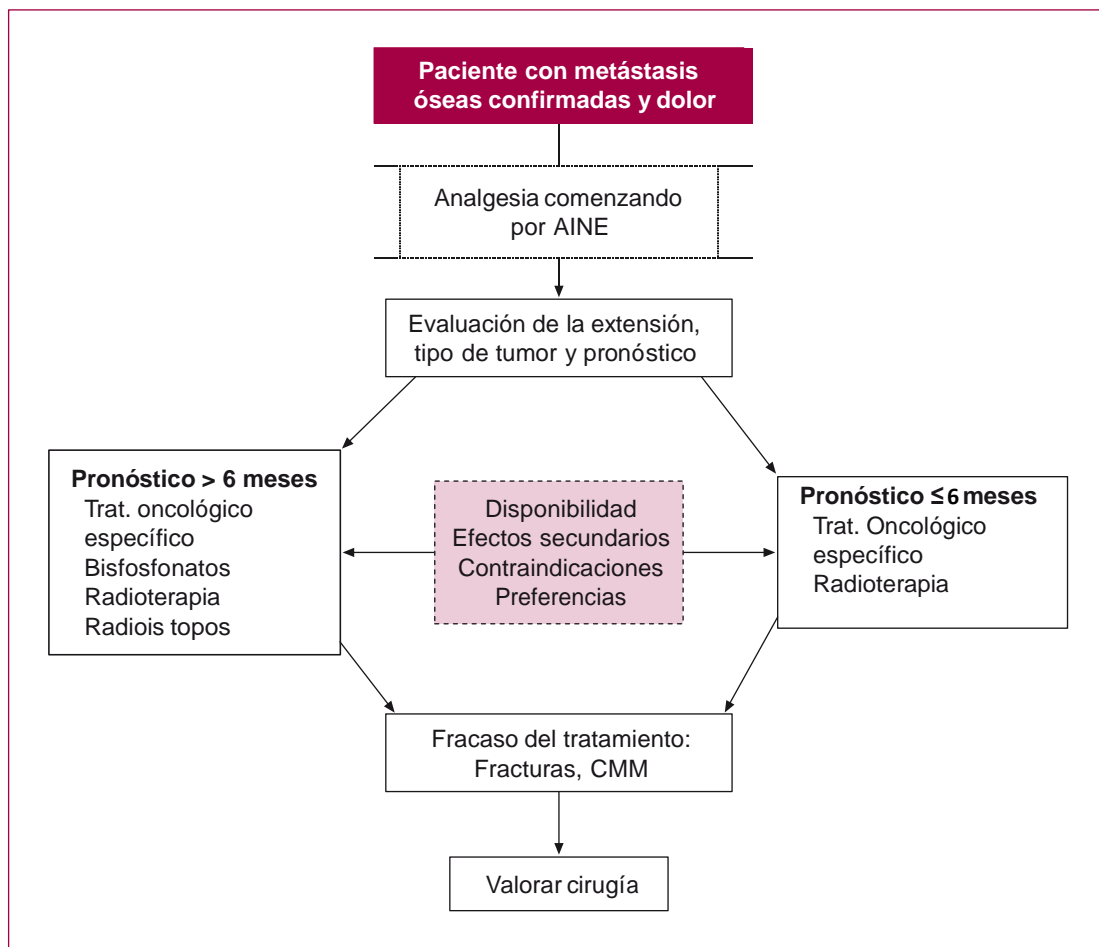 Paciente con metástasis
óseas confirmadas y dolor
Analgesia comenzando
por AINE
Evaluación de la extensión,
tipo de tumor y pronóstico
Pronóstico > 6 meses
Trat. oncológico
específico
Bisfosfonatos
Radioterapia
Radiois topos
Disponibilidad
Efectos secundarios
Contraindicaciones
Preferencias
Pronóstico ≤ 6 meses
Trat. Oncológico
específico
Radioterapia
Fracaso del tratamiento:
Fracturas, CMM
Valorar cirugía